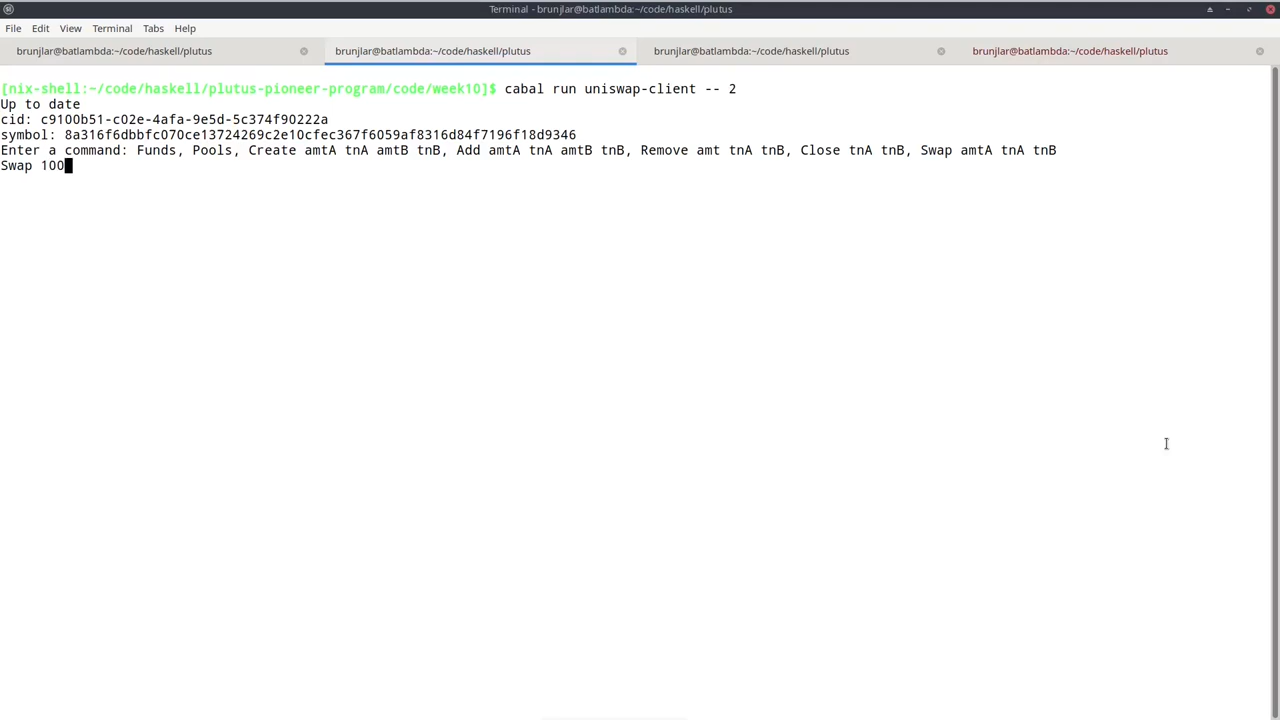 Terminal - brunjlar@batlambda:~/code/haskell/plutus
File Edit View Terminal Tabs Help
brunjlar@batlambda:~/code/haskell/plutus brunjlar@batlambda:~/code/haskell/plutus brunjlar@batlambda:~/code/haskell/plutus brunjlar@batlambda:~/code/haskell/plutus
[nix-shell:~/code/haskell/plutus-pioneer-program/code/week10]$ cabal run uniswap-client -- 2
Up to date
cid: c9100b51-c02e-4afa-9e5d-5c374f90222a
symbol: 8a316f6dbbfc070ce13724269c2e10cfec367f6059af8316d84f7196f18d9346
Enter a command: Funds, Pools, Create amtA tnA amtB tnB, Add amtA tnA amtB tnB, Remove amt tnA tnB, Close tnA tnB, Swap amtA tnA tnB
Swap 100